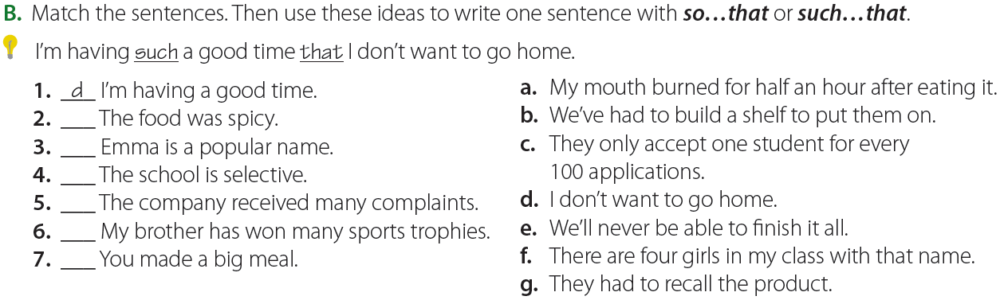 B. Match the sentences. Then use these ideas to write one sentence with so…that or such…that.
I'm having such a good time that I don't want to go home.
1. d I'm having a good time.
2. ___ The food was spicy.
3. ___ Emma is a popular name.
4. ___ The school is selective.
5. ___ The company received many complaints.
6. ___ My brother has won many sports trophies.
7. ___ You made a big meal.
a. My mouth burned for half an hour after eating it.
b. We've had to build a shelf to put them on.
c. They only accept one student for every
100 applications.
d. I don't want to go home.
e. We'll never be able to finish it all.
f. There are four girls in my class with that name.
g. They had to recall the product.